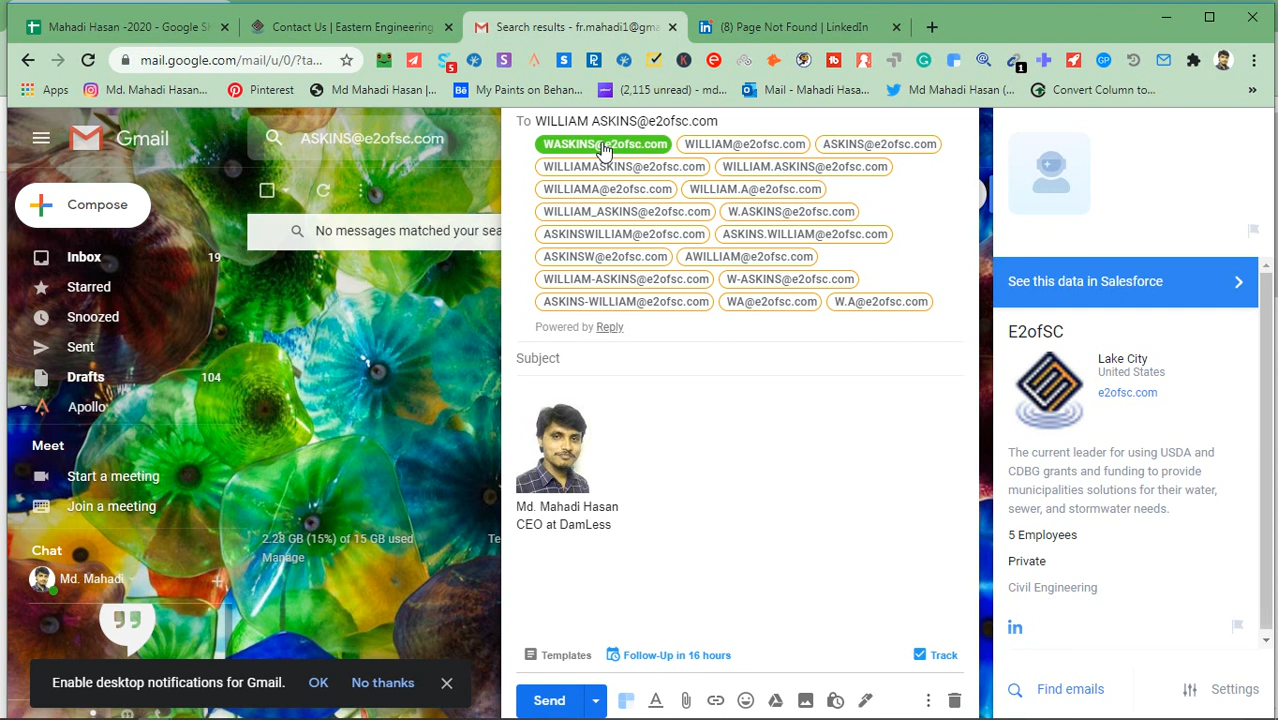 Mahadi Hasan -2020 - Google Sh
Contact Us | Eastern Engineering
Search results - fr.mahadi1@gma
(8) Page Not Found | LinkedIn
mail.google.com/mail/u/0/?ta...
5
1
Apps
Md. Mahadi Hasan...
Pinterest
Md Mahadi Hasan |...
My Paints on Behan...
(2,115 unread) - md...
Mail - Mahadi Hasa...
Md Mahadi Hasan (...
Convert Column to...
Gmail
ASKINS@e2ofsc.com
Compose
No messages matched your sea
Inbox 19
Starred
Snoozed
Sent
Drafts 104
Apollo
Meet
Start a meeting
Join a meeting
Chat
Md. Mahadi
2.28 GB (15%) of 15 GB used
Manage
Te
Enable desktop notifications for Gmail. OK No thanks
To WILLIAM ASKINS@e2ofsc.com
WASKINS@e2ofsc.com WILLIAM@e2ofsc.com ASKINS@e2ofsc.com
WILLIAMASKINS@e2ofsc.com WILLIAM.ASKINS@e2ofsc.com
WILLIAMA@e2ofsc.com WILLIAM.A@e2ofsc.com
WILLIAM_ASKINS@e2ofsc.com W.ASKINS@e2ofsc.com
ASKINSWILLIAM@e2ofsc.com ASKINS.WILLIAM@e2ofsc.com
ASKINSW@e2ofsc.com AWILLIAM@e2ofsc.com
WILLIAM-ASKINS@e2ofsc.com W-ASKINS@e2ofsc.com
ASKINS-WILLIAM@e2ofsc.com WA@e2ofsc.com W.A@e2ofsc.com
Powered by Reply
Subject
Md. Mahadi Hasan
CEO at DamLess
Templates Follow-Up in 16 hours Track
Send
See this data in Salesforce
E2ofSC
Lake City
United States
e2ofsc.com
The current leader for using USDA and
CDBG grants and funding to provide
municipalities solutions for their water,
sewer, and stormwater needs.
5 Employees
Private
Civil Engineering
Find emails Settings